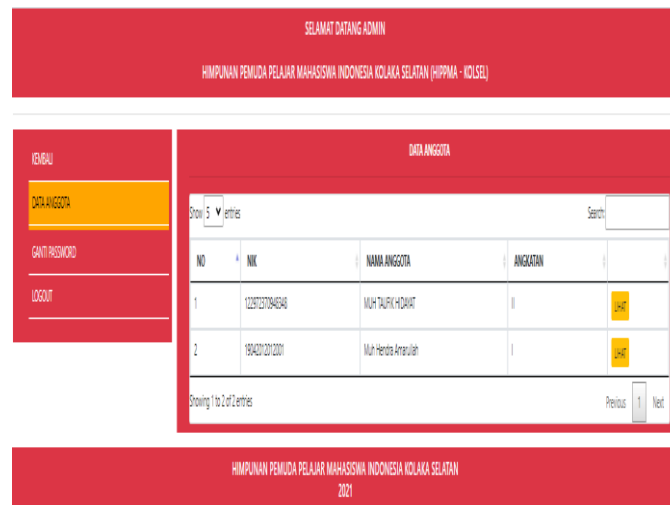 SELAMAT DATANG ADMIN
HIMPUNAN PEMUDA PELAJAR MAHASISWA INDONESIA KOLAKA SELATAN (HIPPMA - KOLSEL)
KEMBALI
DATA ANGGOTA
GANTI PASSWORD
LOGOUT
DATA ANGGOTA
Show 5 entries Search:
NO NIK NAMA ANGGOTA ANGKATAN
1 MUH TAUFIK HIDAYAT II LIHAT
2 19042012012001 Muh Hendra Amarullah I LIHAT
Showing 1 to 2 of 2 entries Previous 1 Next
HIMPUNAN PEMUDA PELAJAR MAHASISWA INDONESIA KOLAKA SELATAN
2021